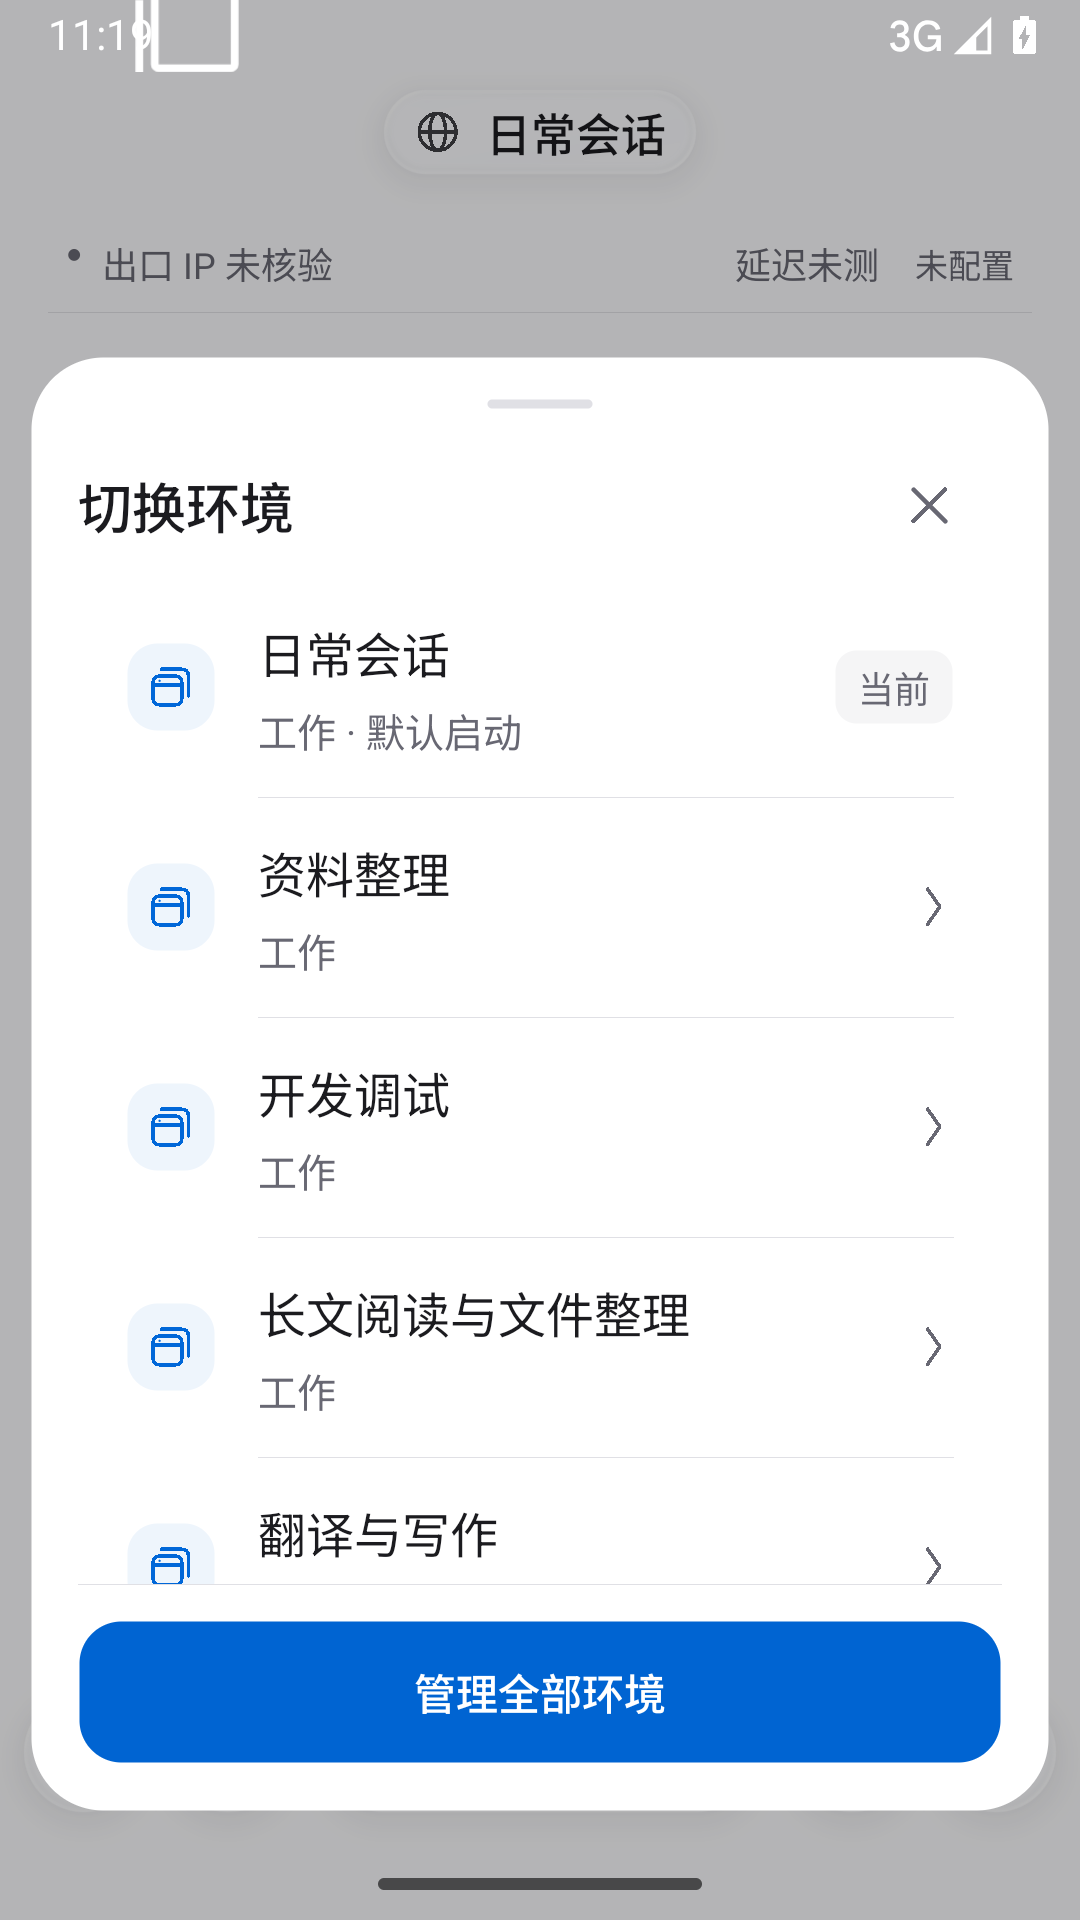 11:19
3G
日常会话
出口 IP 未核验
延迟未测
未配置
切换环境
日常会话
工作 · 默认启动
当前
资料整理
工作
开发调试
工作
长文阅读与文件整理
工作
翻译与写作
管理全部环境